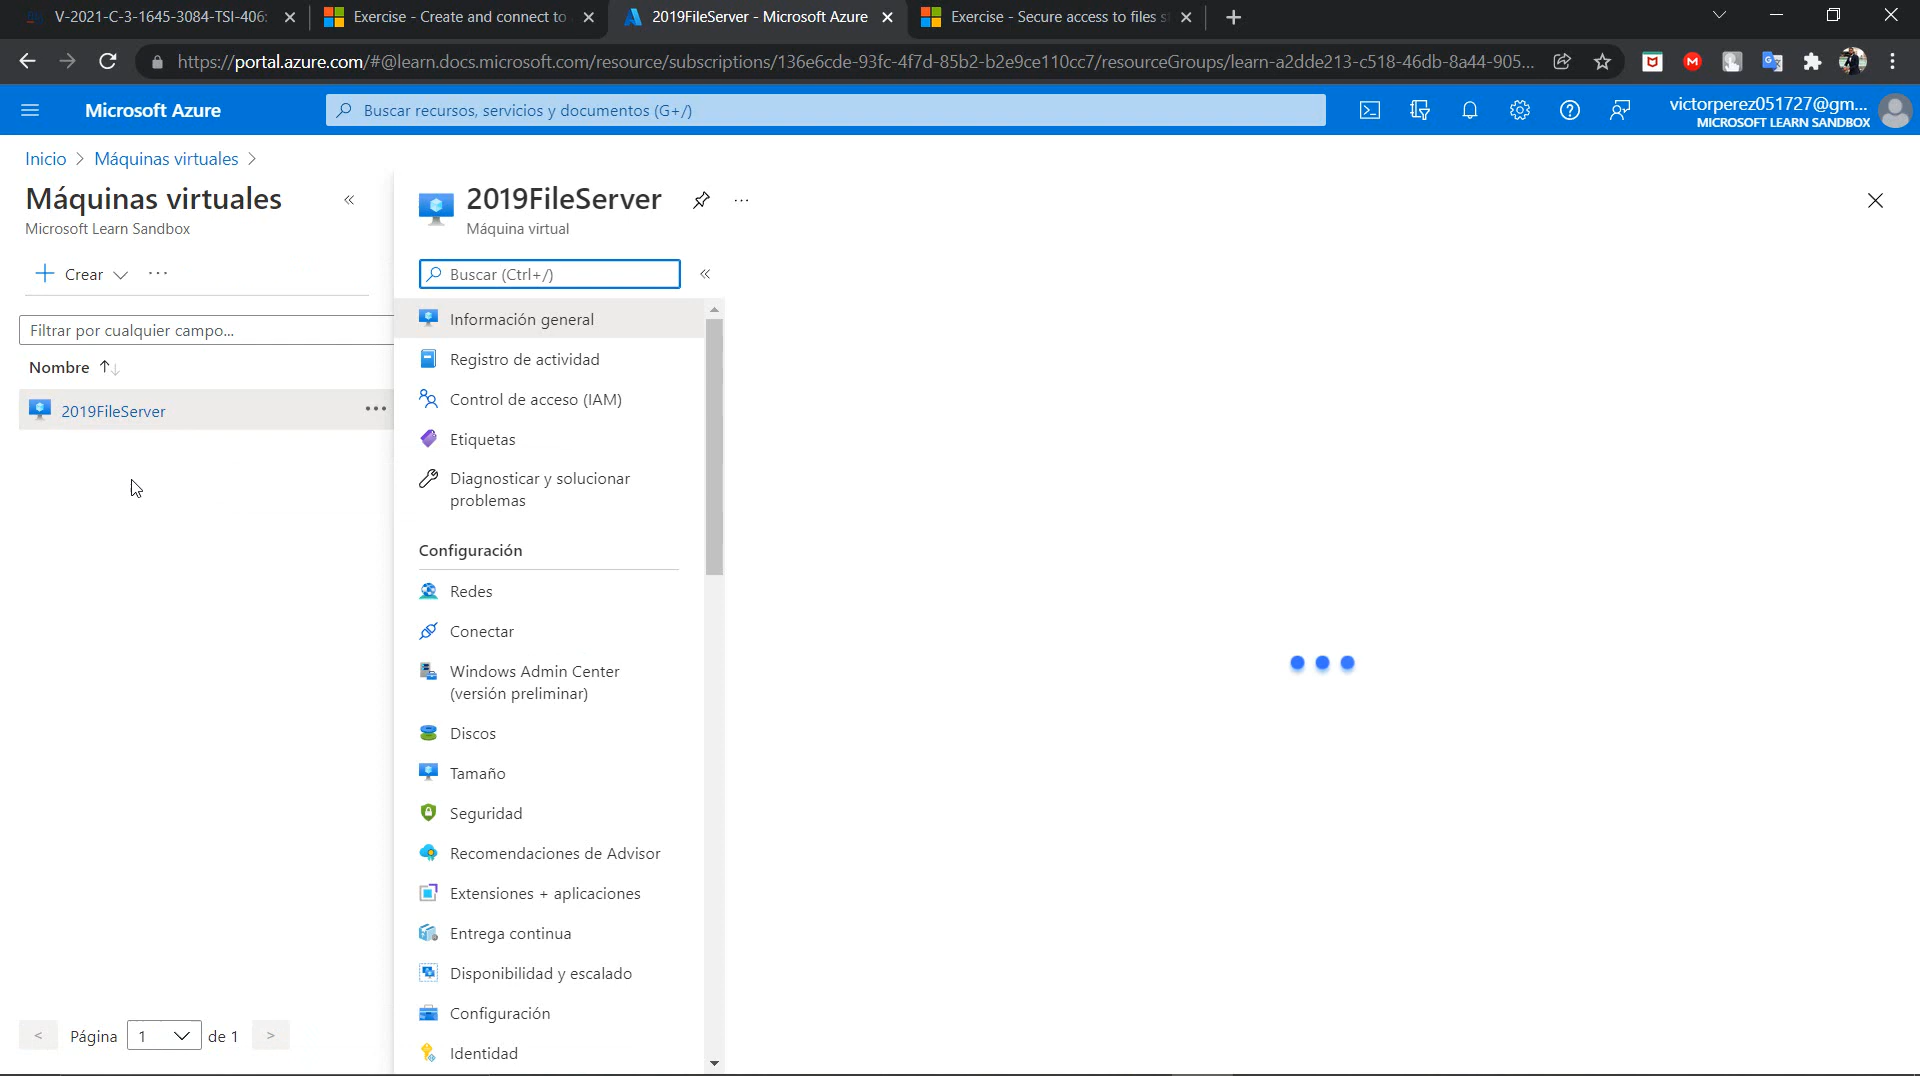 V-2021-C-3-1645-3084-TSI-406:
Exercise - Create and connect to
2019FileServer - Microsoft Azure
Exercise - Secure access to files s
https://portal.azure.com/#@learn.docs.microsoft.com/resource/subscriptions/136e6cde-93fc-4f7d-85b2-b2e9ce110cc7/resourceGroups/learn-a2dde213-c518-46db-8a44-905...
Microsoft Azure
Buscar recursos, servicios y documentos (G+/)
victorperez051727@gm...
MICROSOFT LEARN SANDBOX
Inicio > Máquinas virtuales >
Máquinas virtuales
Microsoft Learn Sandbox
Crear
Filtrar por cualquier campo...
Nombre
2019FileServer
Página 1 de 1
2019FileServer
Máquina virtual
Buscar (Ctrl+/)
Información general
Registro de actividad
Control de acceso (IAM)
Etiquetas
Diagnosticar y solucionar
problemas
Configuración
Redes
Conectar
Windows Admin Center
(versión preliminar)
Discos
Tamaño
Seguridad
Recomendaciones de Advisor
Extensiones + aplicaciones
Entrega continua
Disponibilidad y escalado
Configuración
Identidad